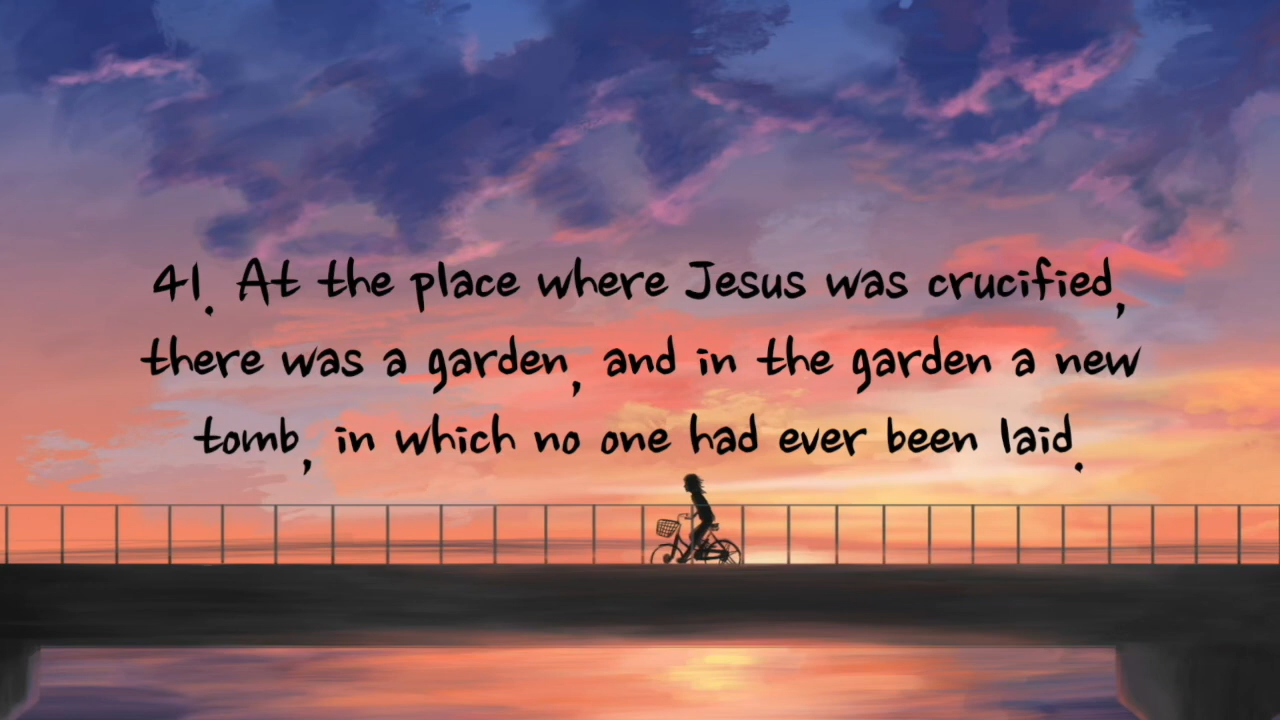 41. At the place where Jesus was crucified,
there was a garden, and in the garden a new
tomb, in which no one had ever been laid.